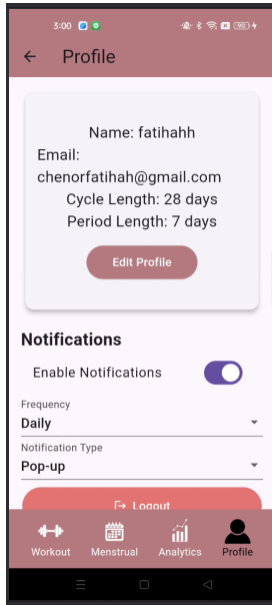 3:00
90
Profile
Name: fatihahh
Email:
chenorfatihah@gmail.com
Cycle Length: 28 days
Period Length: 7 days
Edit Profile
Notifications
Enable Notifications
Frequency
Daily
Notification Type
Pop-up
Logout
Workout Menstrual Analytics Profile